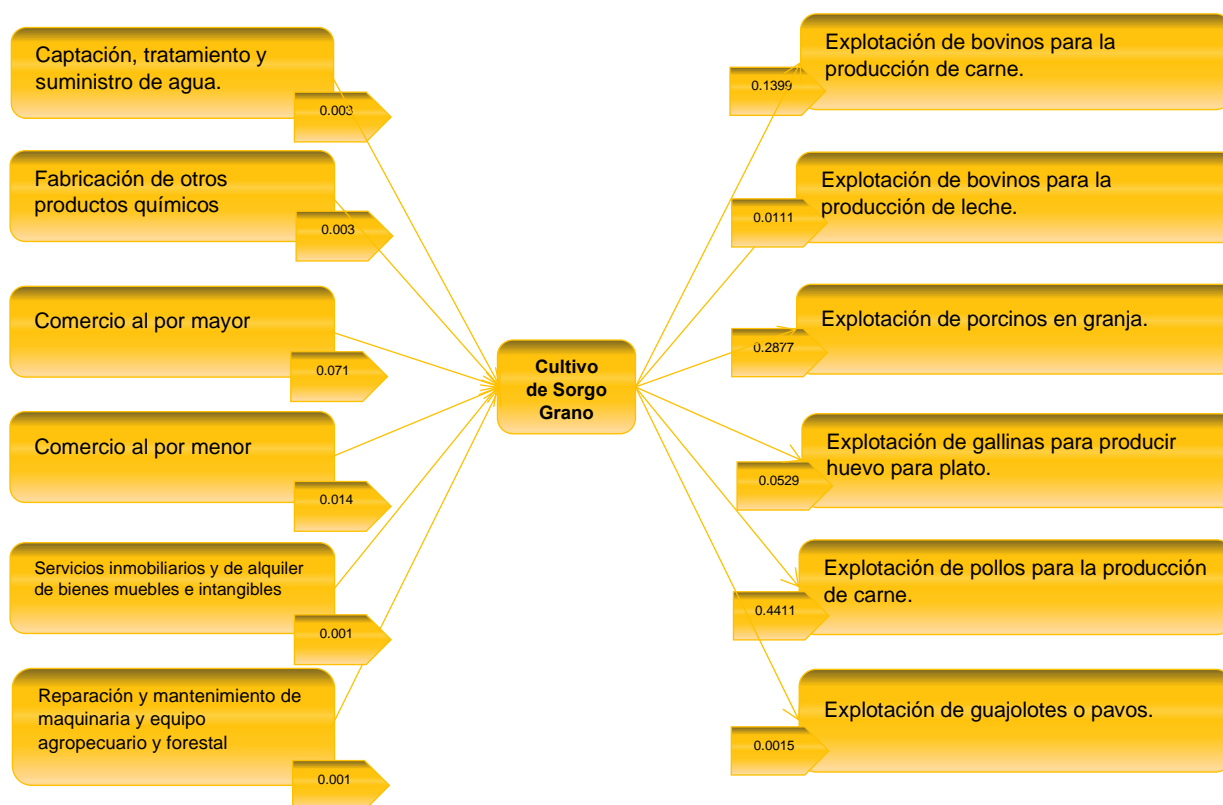 Captación, tratamiento y
suministro de agua.
0.003
Fabricación de otros
productos químicos
0.003
Comercio al por mayor
0.071
Comercio al por menor
0.014
Servicios inmobiliarios y de alquiler
de bienes muebles e intangibles
0.001
Reparación y mantenimiento de
maquinaria y equipo
agropecuario y forestal
0.001
Cultivo
de Sorgo
Grano
Explotación de bovinos para la
producción de carne.
0.1399
Explotación de bovinos para la
producción de leche.
0.0111
Explotación de porcinos en granja.
0.2877
Explotación de gallinas para producir
huevo para plato.
0.0529
Explotación de pollos para la producción
de carne.
0.4411
Explotación de guajolotes o pavos.
0.0015